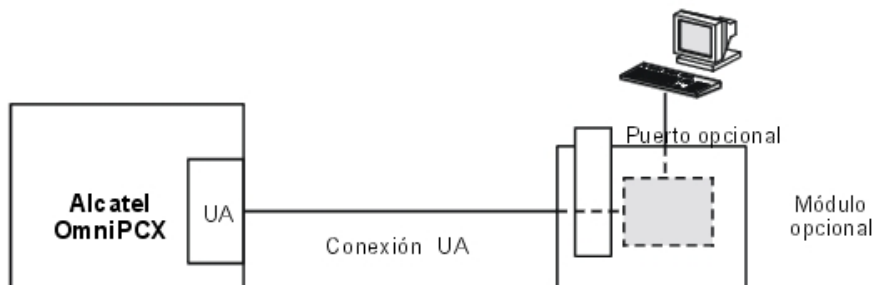 Puerto opcional
Alcatel
OmniPCX
UA
Módulo
opcional
Conexión UA